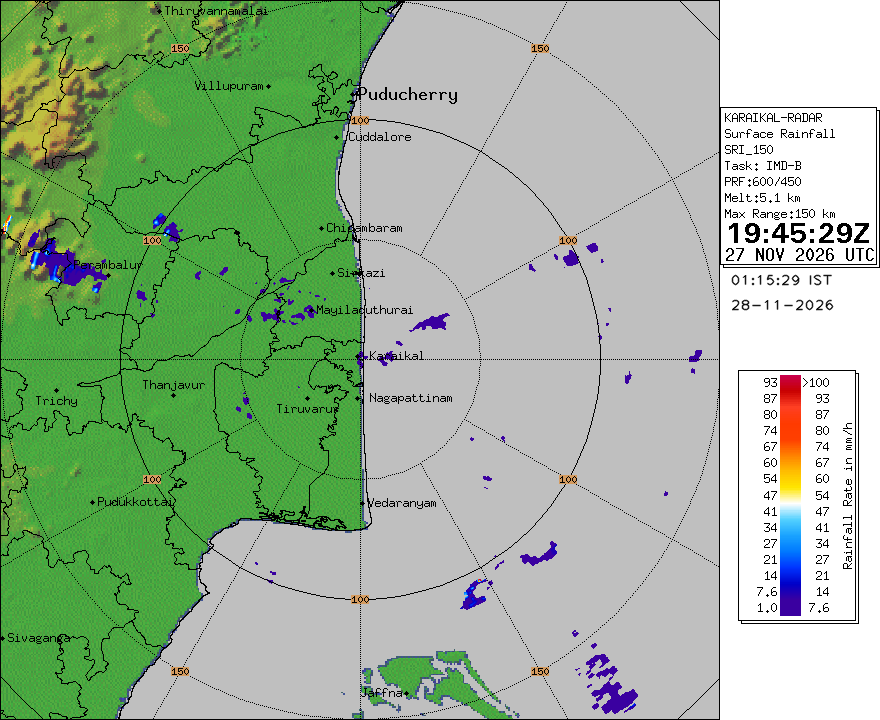 Thiruvannamalai
150
150
Villupuram
Puducherry
100
Cuddalore
KARAIKAL-RADAR
Surface Rainfall
SRI_150
Task: IMD-B
PRF:600/450
Melt:5.1 km
Max Range:150 km
19:45:29Z
27 NOV 2026 UTC
01:15:29 IST
28-11-2026
Chidambaram
100
100
Perambalur
Sirkazi
Mayiladuthurai
Karaikal
Thanjavur
Trichy
Tiruvarur
Nagapattinam
100
100
Pudukkottai
Vedaranyam
100
Sivaganga
150
150
Jaffna
93 >100
87 93
80 87
74 80
67 74
60 67
54 60
47 54
41 47
34 41
27 34
21 27
14 21
7.6 14
1.0 7.6
Rainfall Rate in mm/h